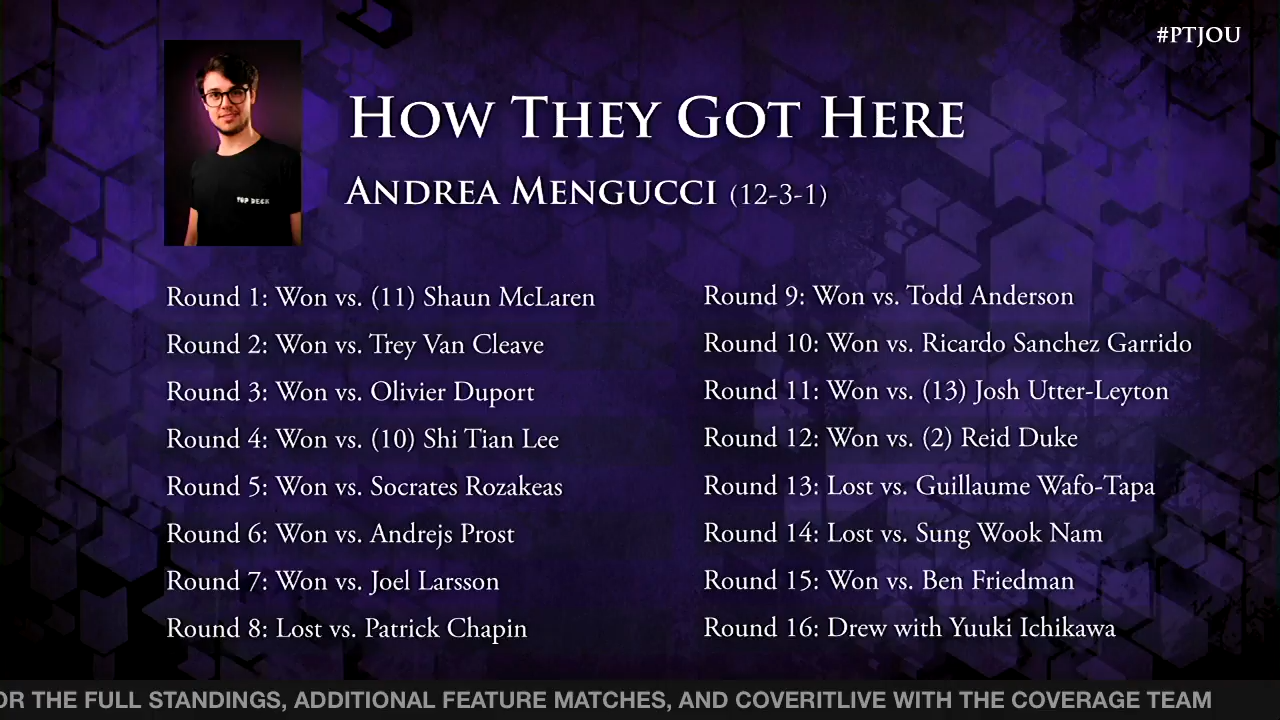 #PTJOU
How They Got Here
Andrea Mengucci (12-3-1)
Round 1: Won vs. (11) Shaun McLaren
Round 2: Won vs. Trey Van Cleave
Round 3: Won vs. Olivier Duport
Round 4: Won vs. (10) Shi Tian Lee
Round 5: Won vs. Socrates Rozakeas
Round 6: Won vs. Andrejs Prost
Round 7: Won vs. Joel Larsson
Round 8: Lost vs. Patrick Chapin
Round 9: Won vs. Todd Anderson
Round 10: Won vs. Ricardo Sanchez Garrido
Round 11: Won vs. (13) Josh Utter-Leyton
Round 12: Won vs. (2) Reid Duke
Round 13: Lost vs. Guillaume Wafo-Tapa
Round 14: Lost vs. Sung Wook Nam
Round 15: Won vs. Ben Friedman
Round 16: Drew with Yuuki Ichikawa
TOP DECK
OR THE FULL STANDINGS, ADDITIONAL FEATURE MATCHES, AND COVERITLIVE WITH THE COVERAGE TEAM